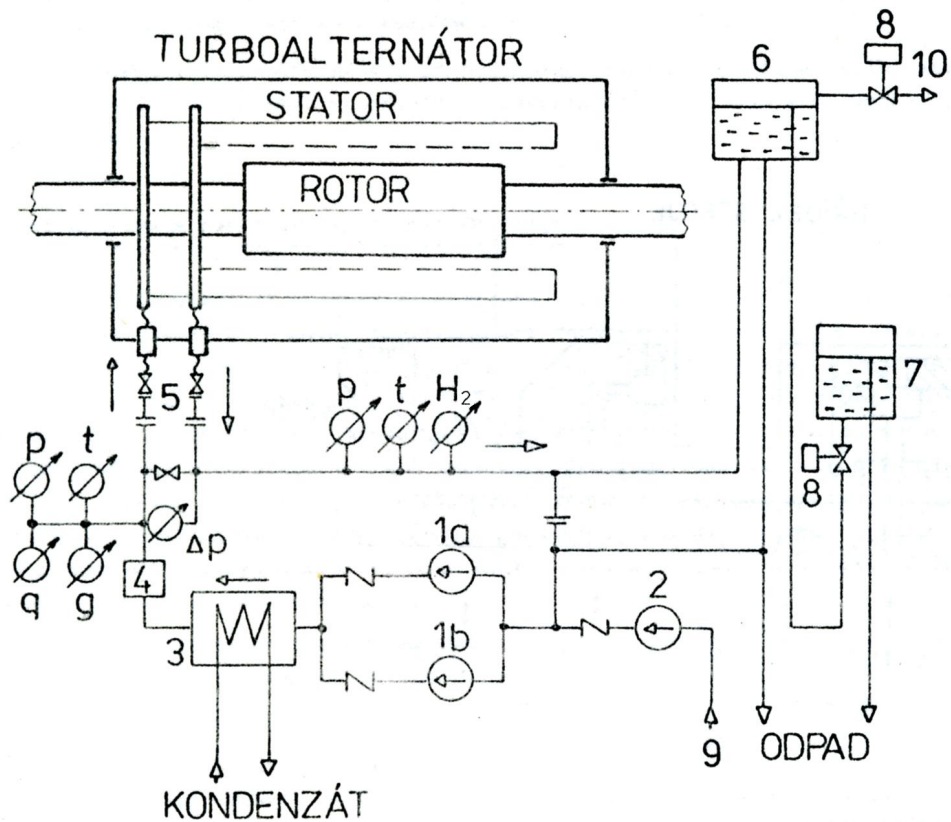 TURBOALTERNÁTOR
STATOR
ROTOR
6
8
10
7
8
5
p
t
H₂
p
t
Δp
q
g
4
3
1a
1b
2
9
ODPAD
KONDENZÁT